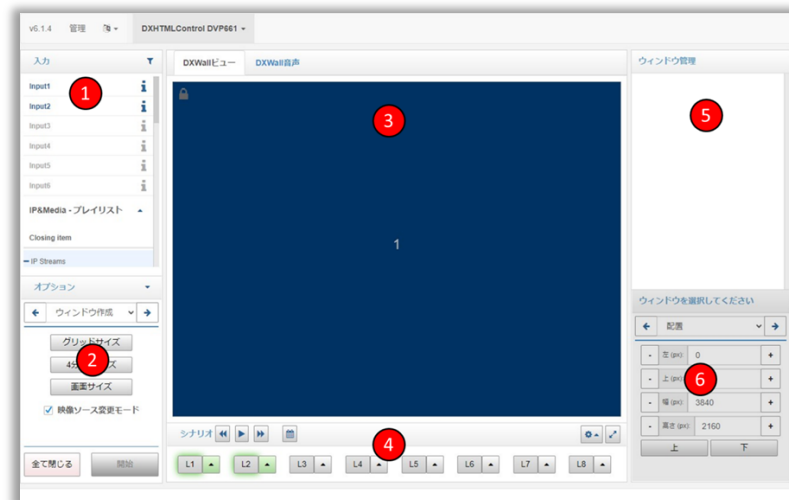 v6.1.4 管理 DXHTMLControl DVP661
入力
Input1
Input2
Input3
Input4
Input5
Input6
IP&Media - プレイリスト
Closing item
IP Streams
オプション
ウィンドウ作成
グリッドサイズ
画面サイズ
映像ソース変更モード
全て閉じる 開始
1
2
DXWallビュー DXWall音声
3
1
シナリオ
4
L1 L2 L3 L4 L5 L6 L7 L8
ウィンドウ管理
5
ウィンドウを選択してください
配置
- 左 (px): 0 +
- 上 (px) +
6
- 幅 (px): 3840 +
- 高さ (px): 2160 +
上 下